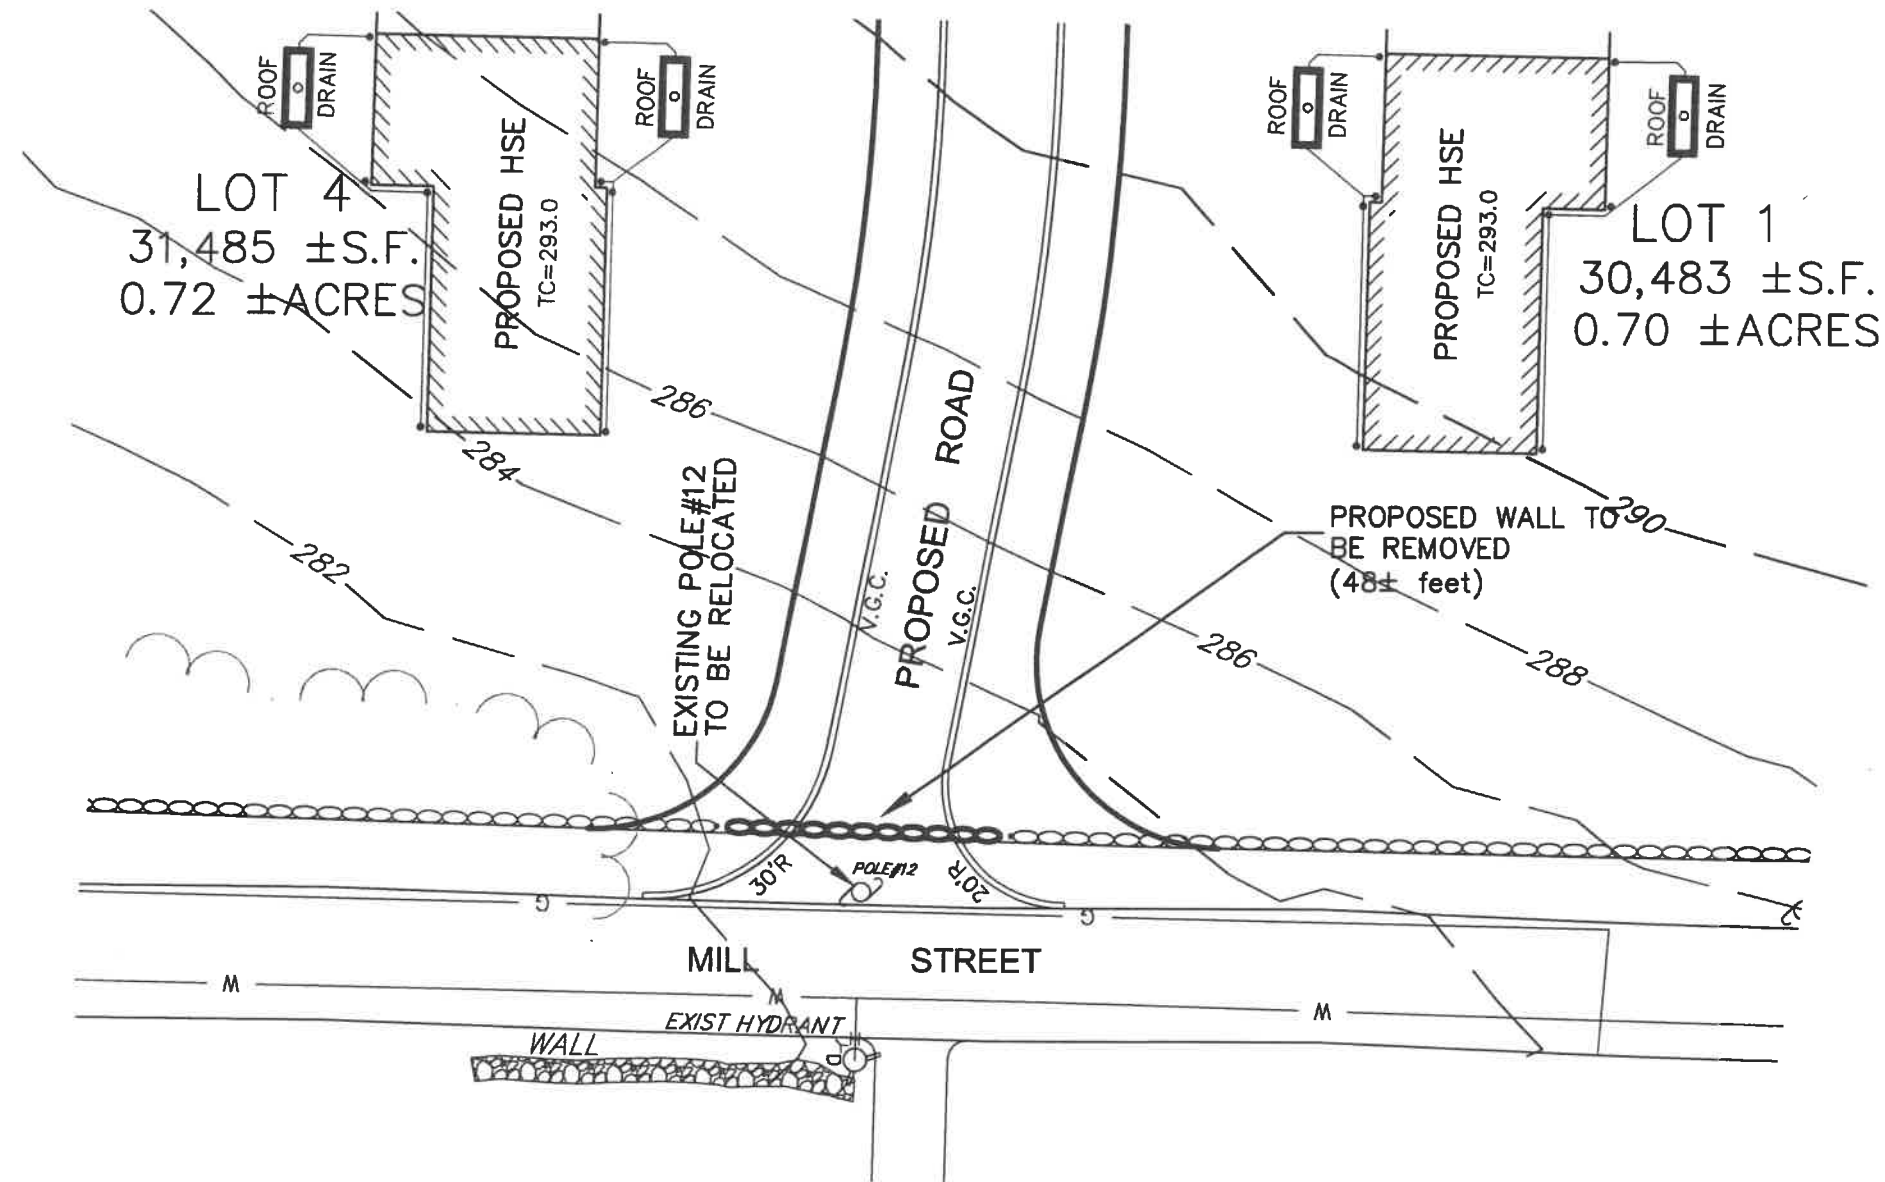 ROOF
DRAIN
ROOF
DRAIN
ROOF
DRAIN
ROOF
DRAIN
LOT 4
31,485 ±S.F.
0.72 ±ACRES
PROPOSED HSE
TC=293.0
PROPOSED HSE
TC=293.0
LOT 1
30,483 ±S.F.
0.70 ±ACRES
286
284
282
EXISTING POLE#12
TO BE RELOCATED
V.G.C.
PROPOSED ROAD
V.G.C.
PROPOSED WALL TO
BE REMOVED
(48± feet)
290
286
288
30'R
POLE#12
20'R
G
G
MILL STREET
W
W
W
EXIST HYDRANT
WALL